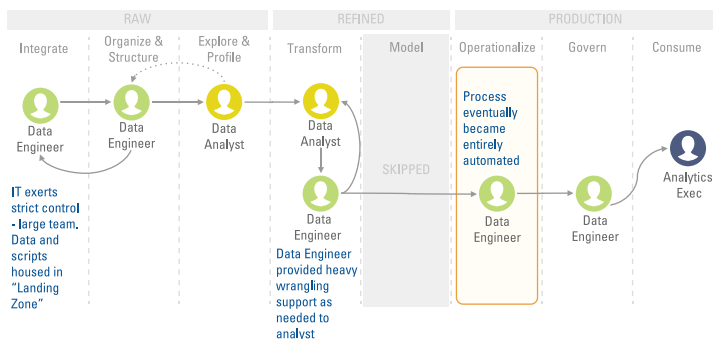 RAW
REFINED
PRODUCTION
Integrate
Organize &
Structure
Explore &
Profile
Transform
Model
Operationalize
Govern
Consume
Data
Engineer
Data
Engineer
Data
Analyst
Data
Analyst
Data
Engineer
SKIPPED
Process
eventually
became
entirely
automated
Data
Engineer
Data
Engineer
Analytics
Exec
IT exerts
strict control
- large team.
Data and
scripts
housed in
“Landing
Zone”
Data Engineer
provided heavy
wrangling
support as
needed to
analyst